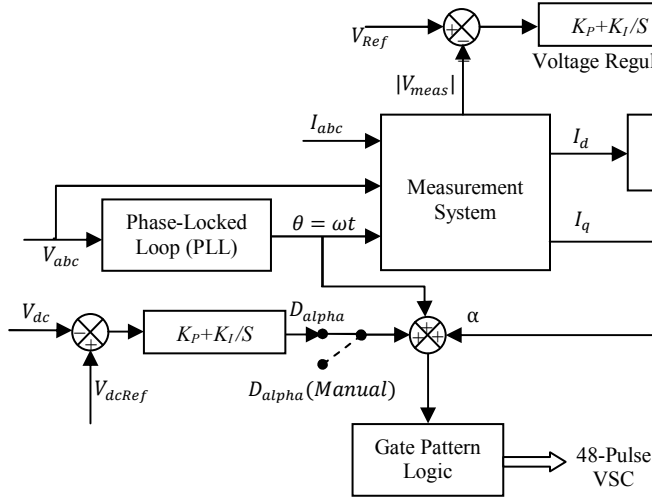 V_Ref
K_P+K_I/S
Voltage Regul
|V_meas|
I_abc
I_d
Measurement
System
Phase-Locked
Loop (PLL)
θ = ωt
I_q
V_abc
V_dc
K_P+K_I/S
D_alpha
α
V_dcRef
D_alpha(Manual)
Gate Pattern
Logic
48-Pulse
VSC